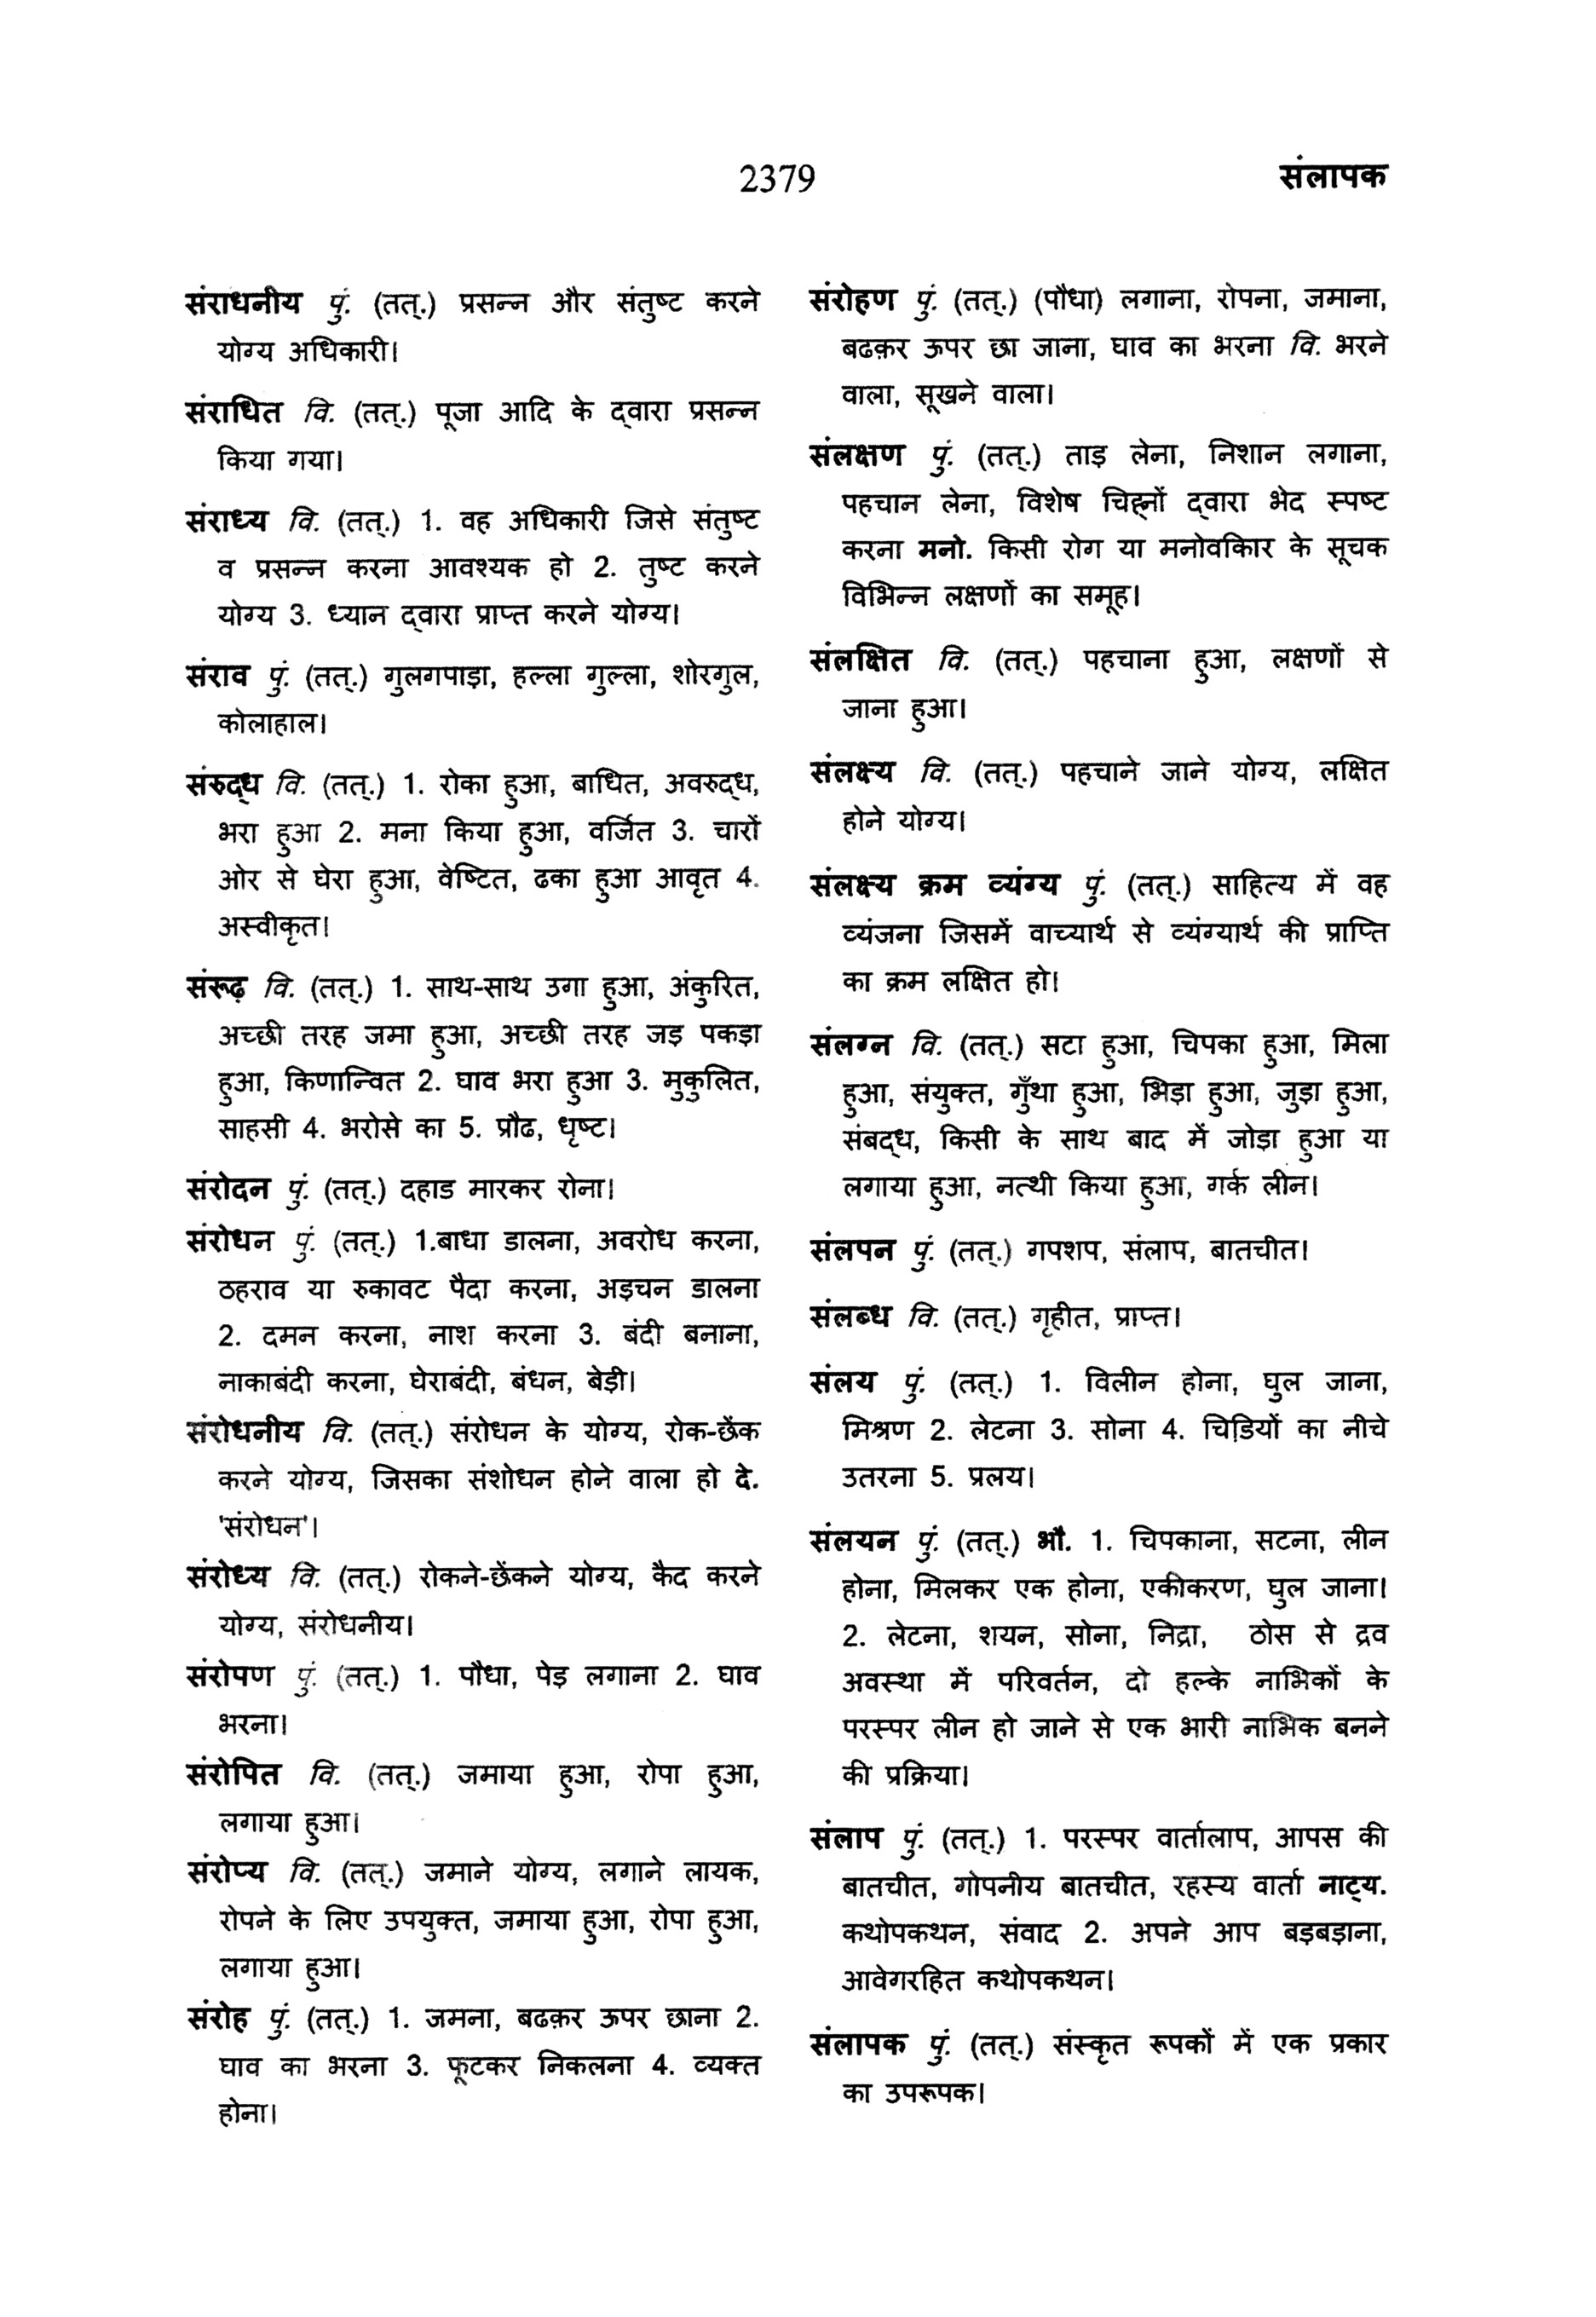 2379
संलापक
संराधनीय पुं. (तत्.) प्रसन्न और संतुष्ट करने
योग्य अधिकारी।
संराधित वि. (तत्.) पूजा आदि के द्वारा प्रसन्न
किया गया।
संराध्य वि. (तत्.) 1. वह अधिकारी जिसे संतुष्ट
व प्रसन्न करना आवश्यक हो 2. तुष्ट करने
योग्य 3. ध्यान द्वारा प्राप्त करने योग्य।
संराव पुं. (तत्.) गुलगपाड़ा, हल्ला गुल्ला, शोरगुल,
कोलाहाल।
संरुद्ध वि. (तत्.) 1. रोका हुआ, बाधित, अवरुद्ध,
भरा हुआ 2. मना किया हुआ, वर्जित 3. चारों
ओर से घेरा हुआ, वेष्टित, ढका हुआ आवृत 4.
अस्वीकृत।
संरूढ़ वि. (तत्.) 1. साथ-साथ उगा हुआ, अंकुरित,
अच्छी तरह जमा हुआ, अच्छी तरह जड़ पकड़ा
हुआ, किणान्वित 2. घाव भरा हुआ 3. मुकुलित,
साहसी 4. भरोसे का 5. प्रौढ, धृष्ट।
संरोदन पुं. (तत्.) दहाड मारकर रोना।
संरोधन पुं. (तत्.) 1.बाधा डालना, अवरोध करना,
ठहराव या रुकावट पैदा करना, अड़चन डालना
2. दमन करना, नाश करना 3. बंदी बनाना,
नाकाबंदी करना, घेराबंदी, बंधन, बेड़ी।
संरोधनीय वि. (तत्.) संरोधन के योग्य, रोक-छेंक
करने योग्य, जिसका संशोधन होने वाला हो दे.
'संरोधन'।
संरोध्य वि. (तत्.) रोकने-छेंकने योग्य, कैद करने
योग्य, संरोधनीय।
संरोपण पुं. (तत्.) 1. पौधा, पेड़ लगाना 2. घाव
भरना।
संरोपित वि. (तत्.) जमाया हुआ, रोपा हुआ,
लगाया हुआ।
संरोप्य वि. (तत्.) जमाने योग्य, लगाने लायक,
रोपने के लिए उपयुक्त, जमाया हुआ, रोपा हुआ,
लगाया हुआ।
संरोह पुं. (तत्.) 1. जमना, बढक़र ऊपर छाना 2.
घाव का भरना 3. फूटकर निकलना 4. व्यक्त
होना।
संरोहण पुं. (तत्.) (पौधा) लगाना, रोपना, जमाना,
बढक़र ऊपर छा जाना, घाव का भरना वि. भरने
वाला, सूखने वाला।
संलक्षण पुं. (तत्.) ताड़ लेना, निशान लगाना,
पहचान लेना, विशेष चिह्नों द्वारा भेद स्पष्ट
करना मनो. किसी रोग या मनोवकिार के सूचक
विभिन्न लक्षणों का समूह।
संलक्षित वि. (तत्.) पहचाना हुआ, लक्षणों से
जाना हुआ।
संलक्ष्य वि. (तत्.) पहचाने जाने योग्य, लक्षित
होने योग्य।
संलक्ष्य क्रम व्यंग्य पुं. (तत्.) साहित्य में वह
व्यंजना जिसमें वाच्यार्थ से व्यंग्यार्थ की प्राप्ति
का क्रम लक्षित हो।
संलग्न वि. (तत्.) सटा हुआ, चिपका हुआ, मिला
हुआ, संयुक्त, गुँथा हुआ, भिड़ा हुआ, जुड़ा हुआ,
संबद्ध, किसी के साथ बाद में जोड़ा हुआ या
लगाया हुआ, नत्थी किया हुआ, गर्क लीन।
संलपन पुं. (तत्.) गपशप, संलाप, बातचीत।
संलब्ध वि. (तत्.) गृहीत, प्राप्त।
संलय पुं. (तत्.) 1. विलीन होना, घुल जाना,
मिश्रण 2. लेटना 3. सोना 4. चिडि़यों का नीचे
उतरना 5. प्रलय।
संलयन पुं. (तत्.) भौ. 1. चिपकाना, सटना, लीन
होना, मिलकर एक होना, एकीकरण, घुल जाना।
2. लेटना, शयन, सोना, निद्रा, ठोस से द्रव
अवस्था में परिवर्तन, दो हल्के नाभिकों के
परस्पर लीन हो जाने से एक भारी नाभिक बनने
की प्रक्रिया।
संलाप पुं. (तत्.) 1. परस्पर वार्तालाप, आपस की
बातचीत, गोपनीय बातचीत, रहस्य वार्ता नाट्य.
कथोपकथन, संवाद 2. अपने आप बड़बड़ाना,
आवेगरहित कथोपकथन।
संलापक पुं. (तत्.) संस्कृत रूपकों में एक प्रकार
का उपरूपक।